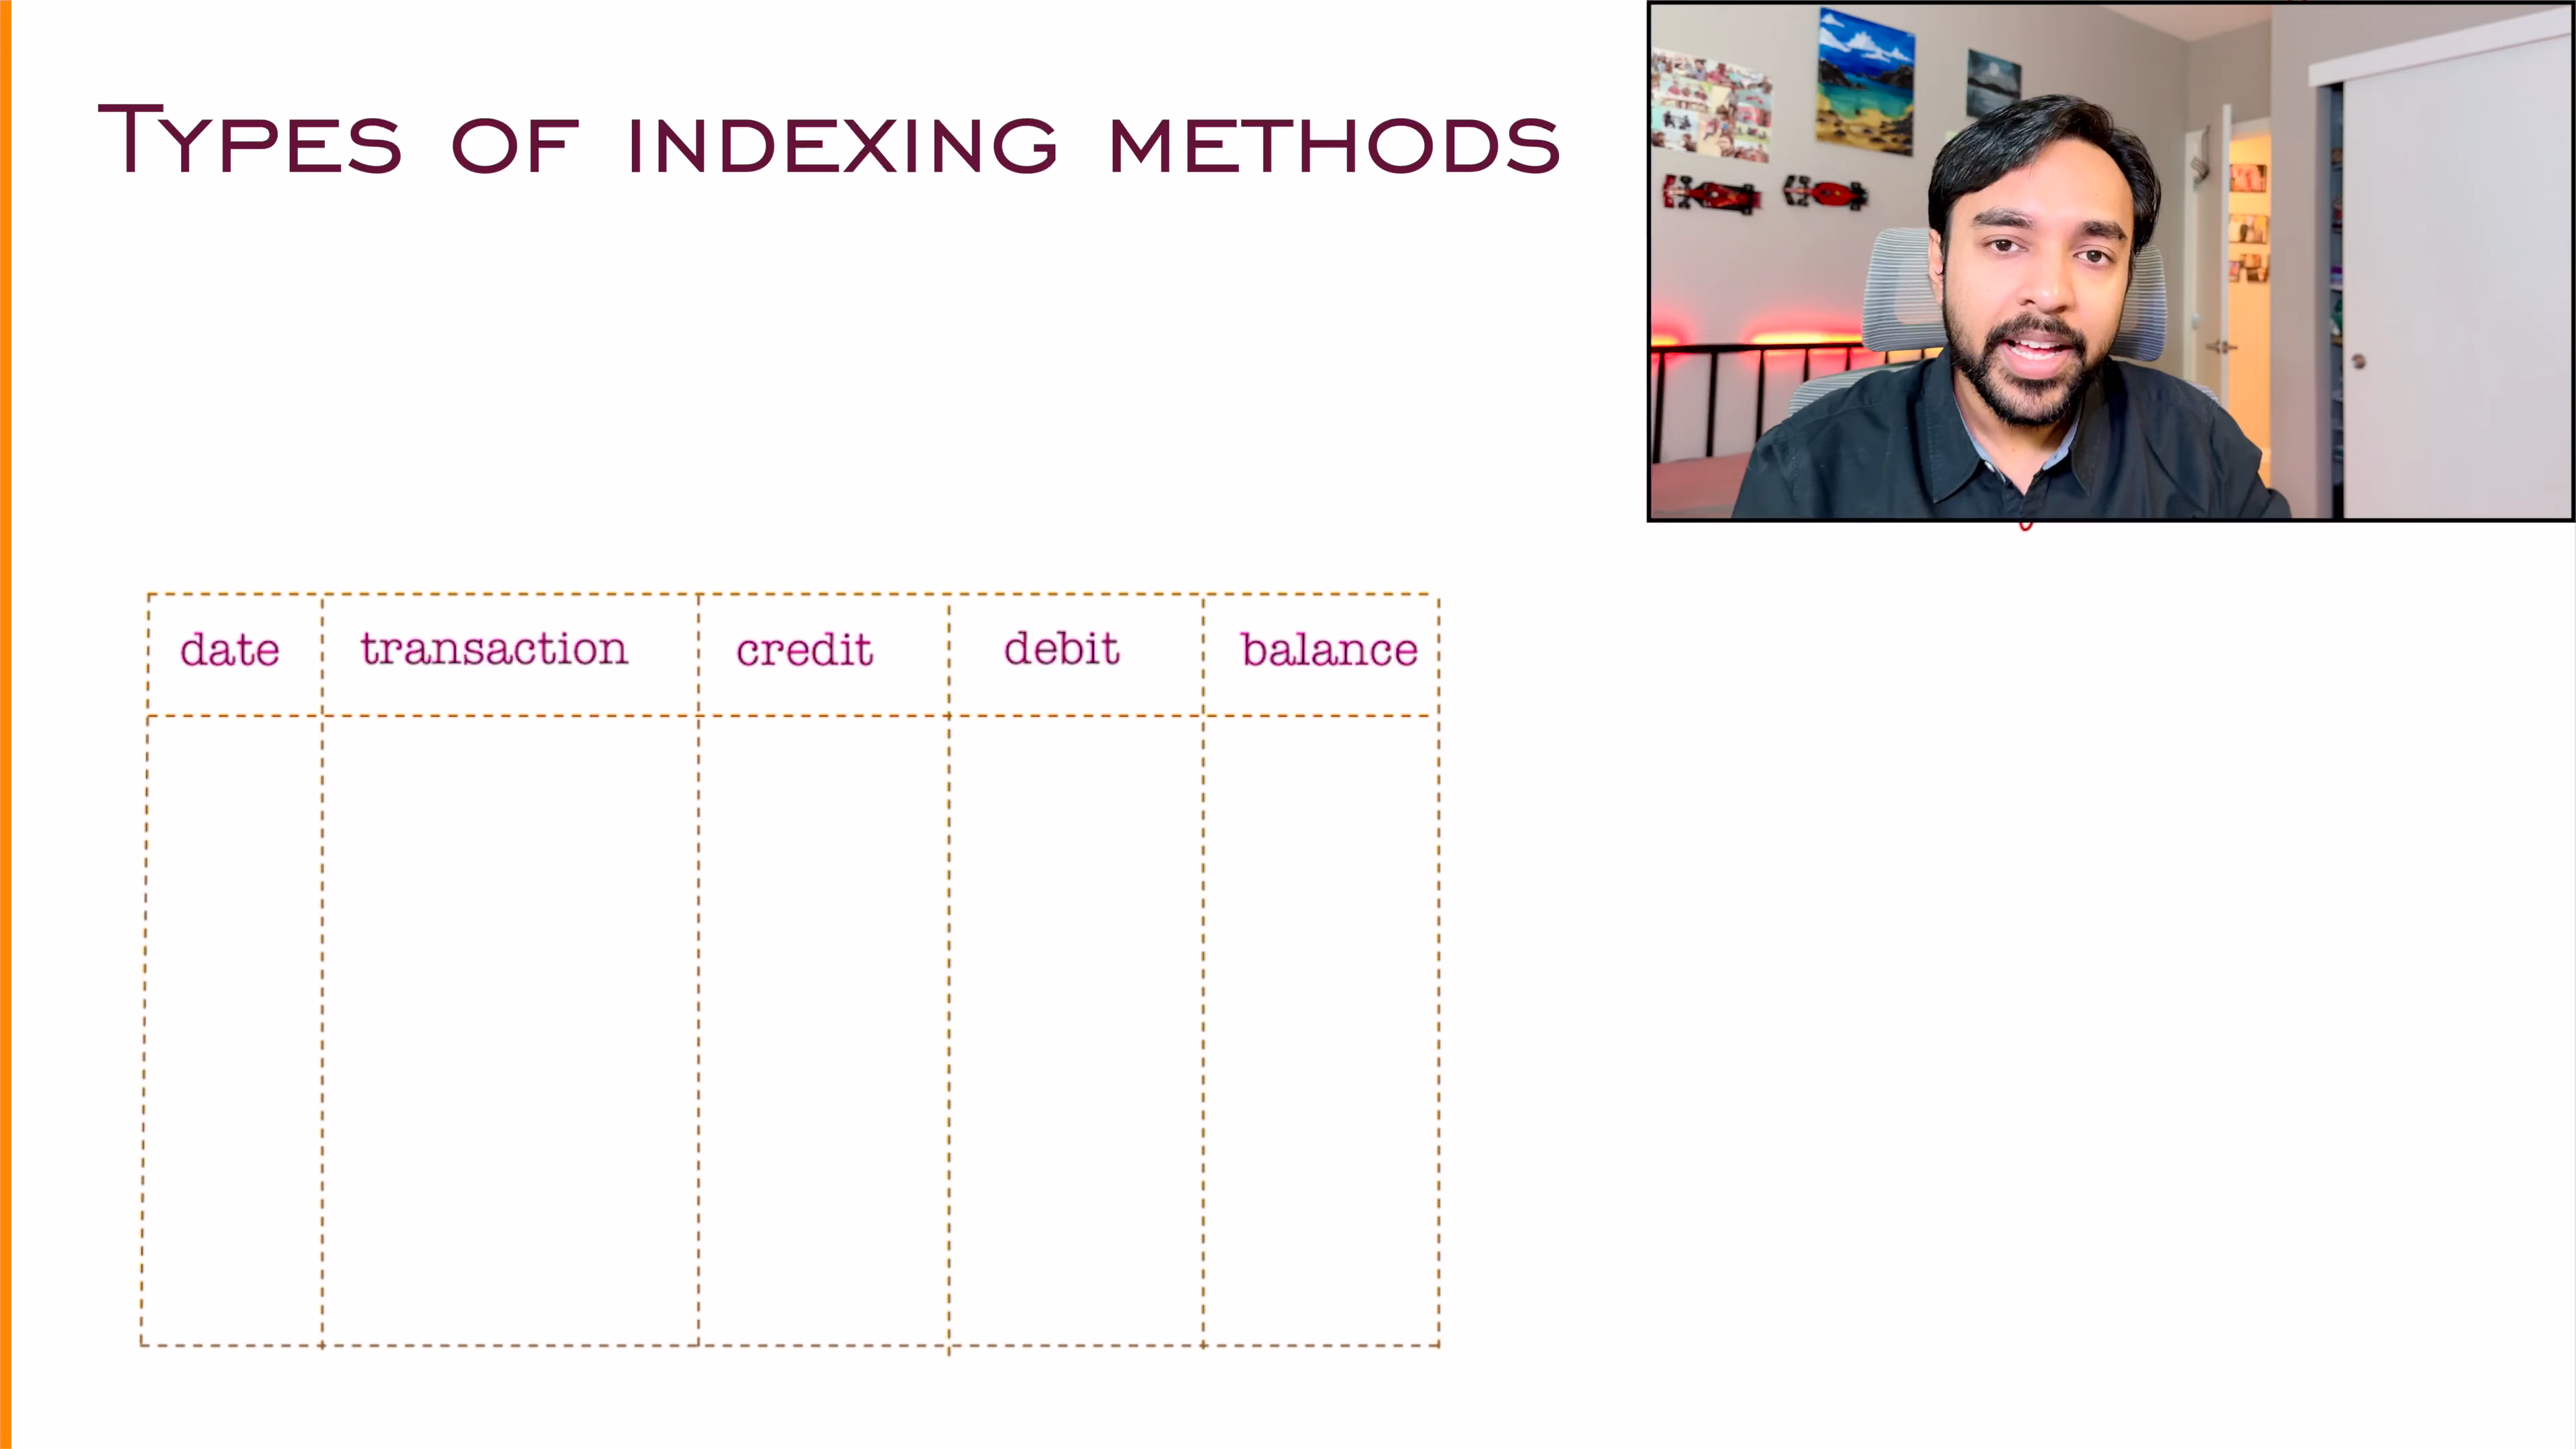 Types of indexing methods
date transaction credit debit balance